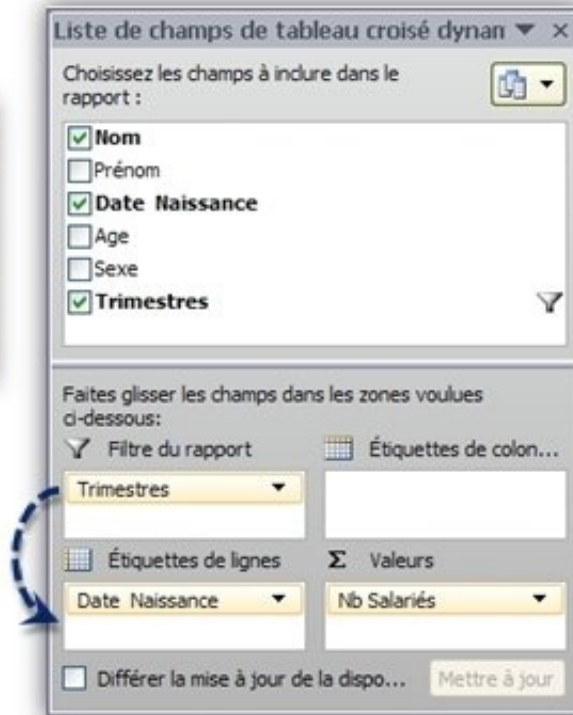 Liste de champs de tableau croisé dynam
Choisissez les champs à inclure dans le
rapport :
Nom
Prénom
Date Naissance
Age
Sexe
Trimestres
Faites glisser les champs dans les zones voulues
ci-dessous:
Filtre du rapport
Étiquettes de colon...
Trimestres
Étiquettes de lignes
Σ Valeurs
Date Naissance
Nb Salariés
Différer la mise à jour de la dispo...
Mettre à jour